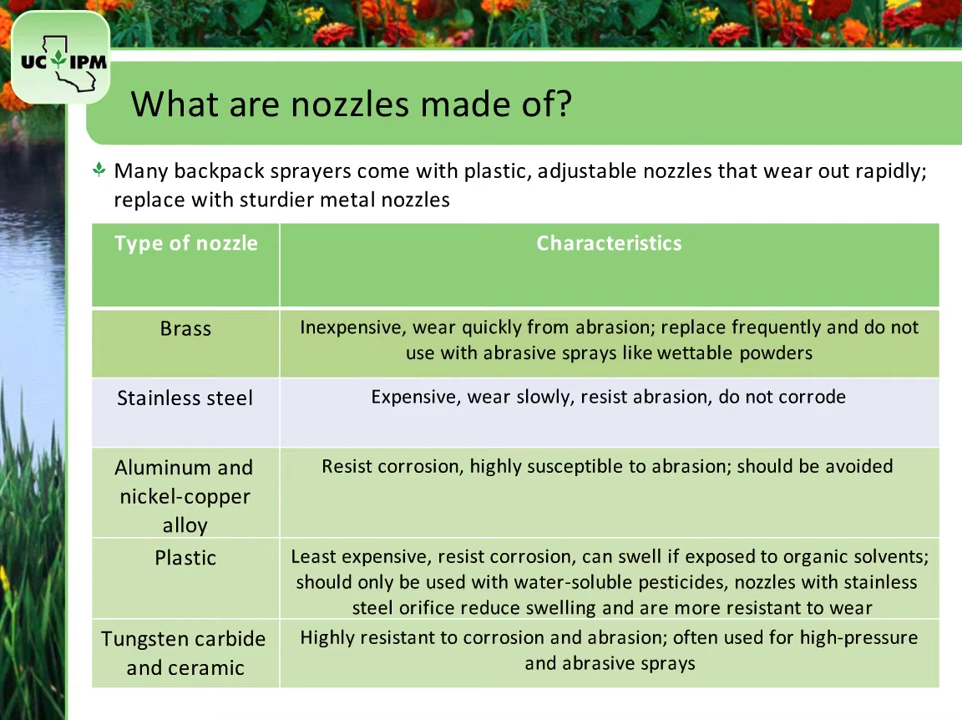 UC IPM
What are nozzles made of?
Many backpack sprayers come with plastic, adjustable nozzles that wear out rapidly;
replace with sturdier metal nozzles
Type of nozzle
Characteristics
Brass
Inexpensive, wear quickly from abrasion; replace frequently and do not
use with abrasive sprays like wettable powders
Stainless steel
Expensive, wear slowly, resist abrasion, do not corrode
Aluminum and
nickel-copper
alloy
Resist corrosion, highly susceptible to abrasion; should be avoided
Plastic
Least expensive, resist corrosion, can swell if exposed to organic solvents;
should only be used with water-soluble pesticides, nozzles with stainless
steel orifice reduce swelling and are more resistant to wear
Tungsten carbide
and ceramic
Highly resistant to corrosion and abrasion; often used for high-pressure
and abrasive sprays